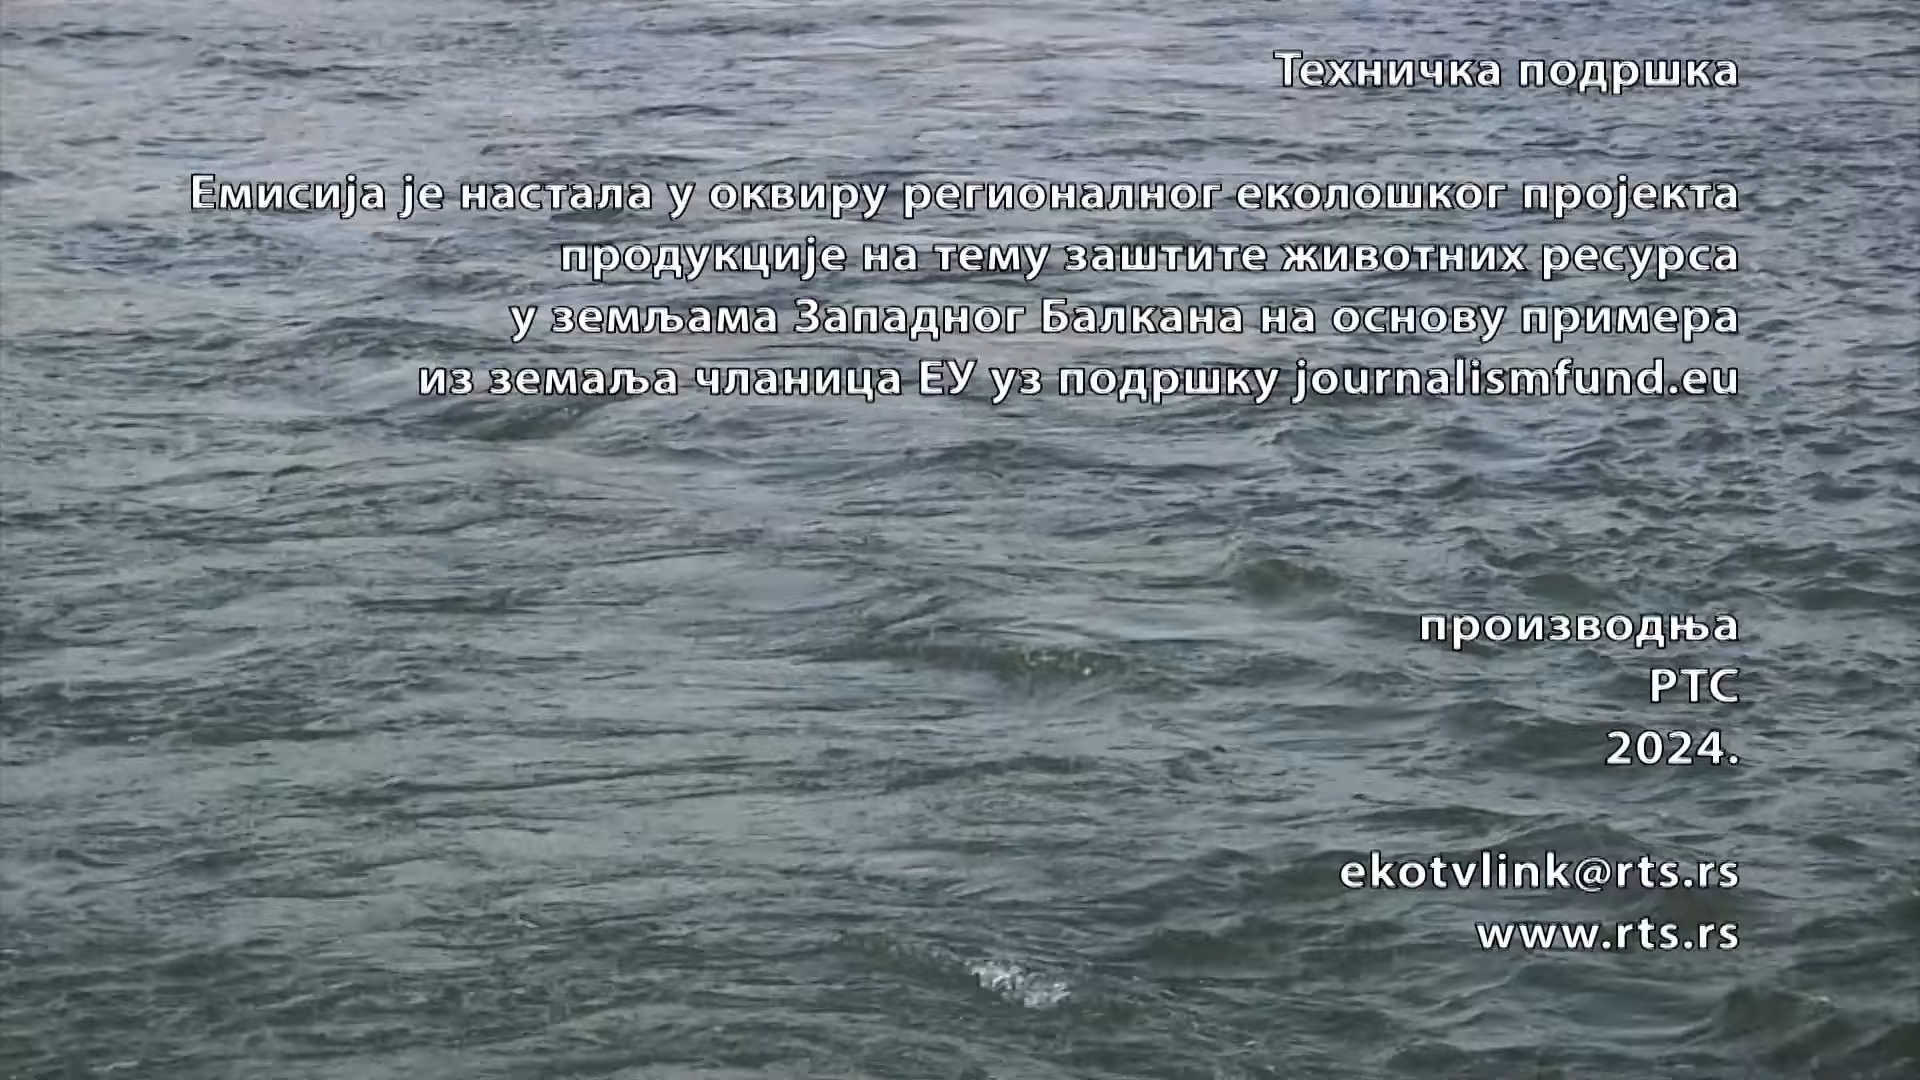 Техничка подршка
Емисија је настала у оквиру регионалног еколошког пројекта
продукције на тему заштите животних ресурса
у земљама Западног Балкана на основу примера
из земаља чланица ЕУ уз подршку journalismfund.eu
производња
РТС
2024.
ekotvlink@rts.rs
www.rts.rs